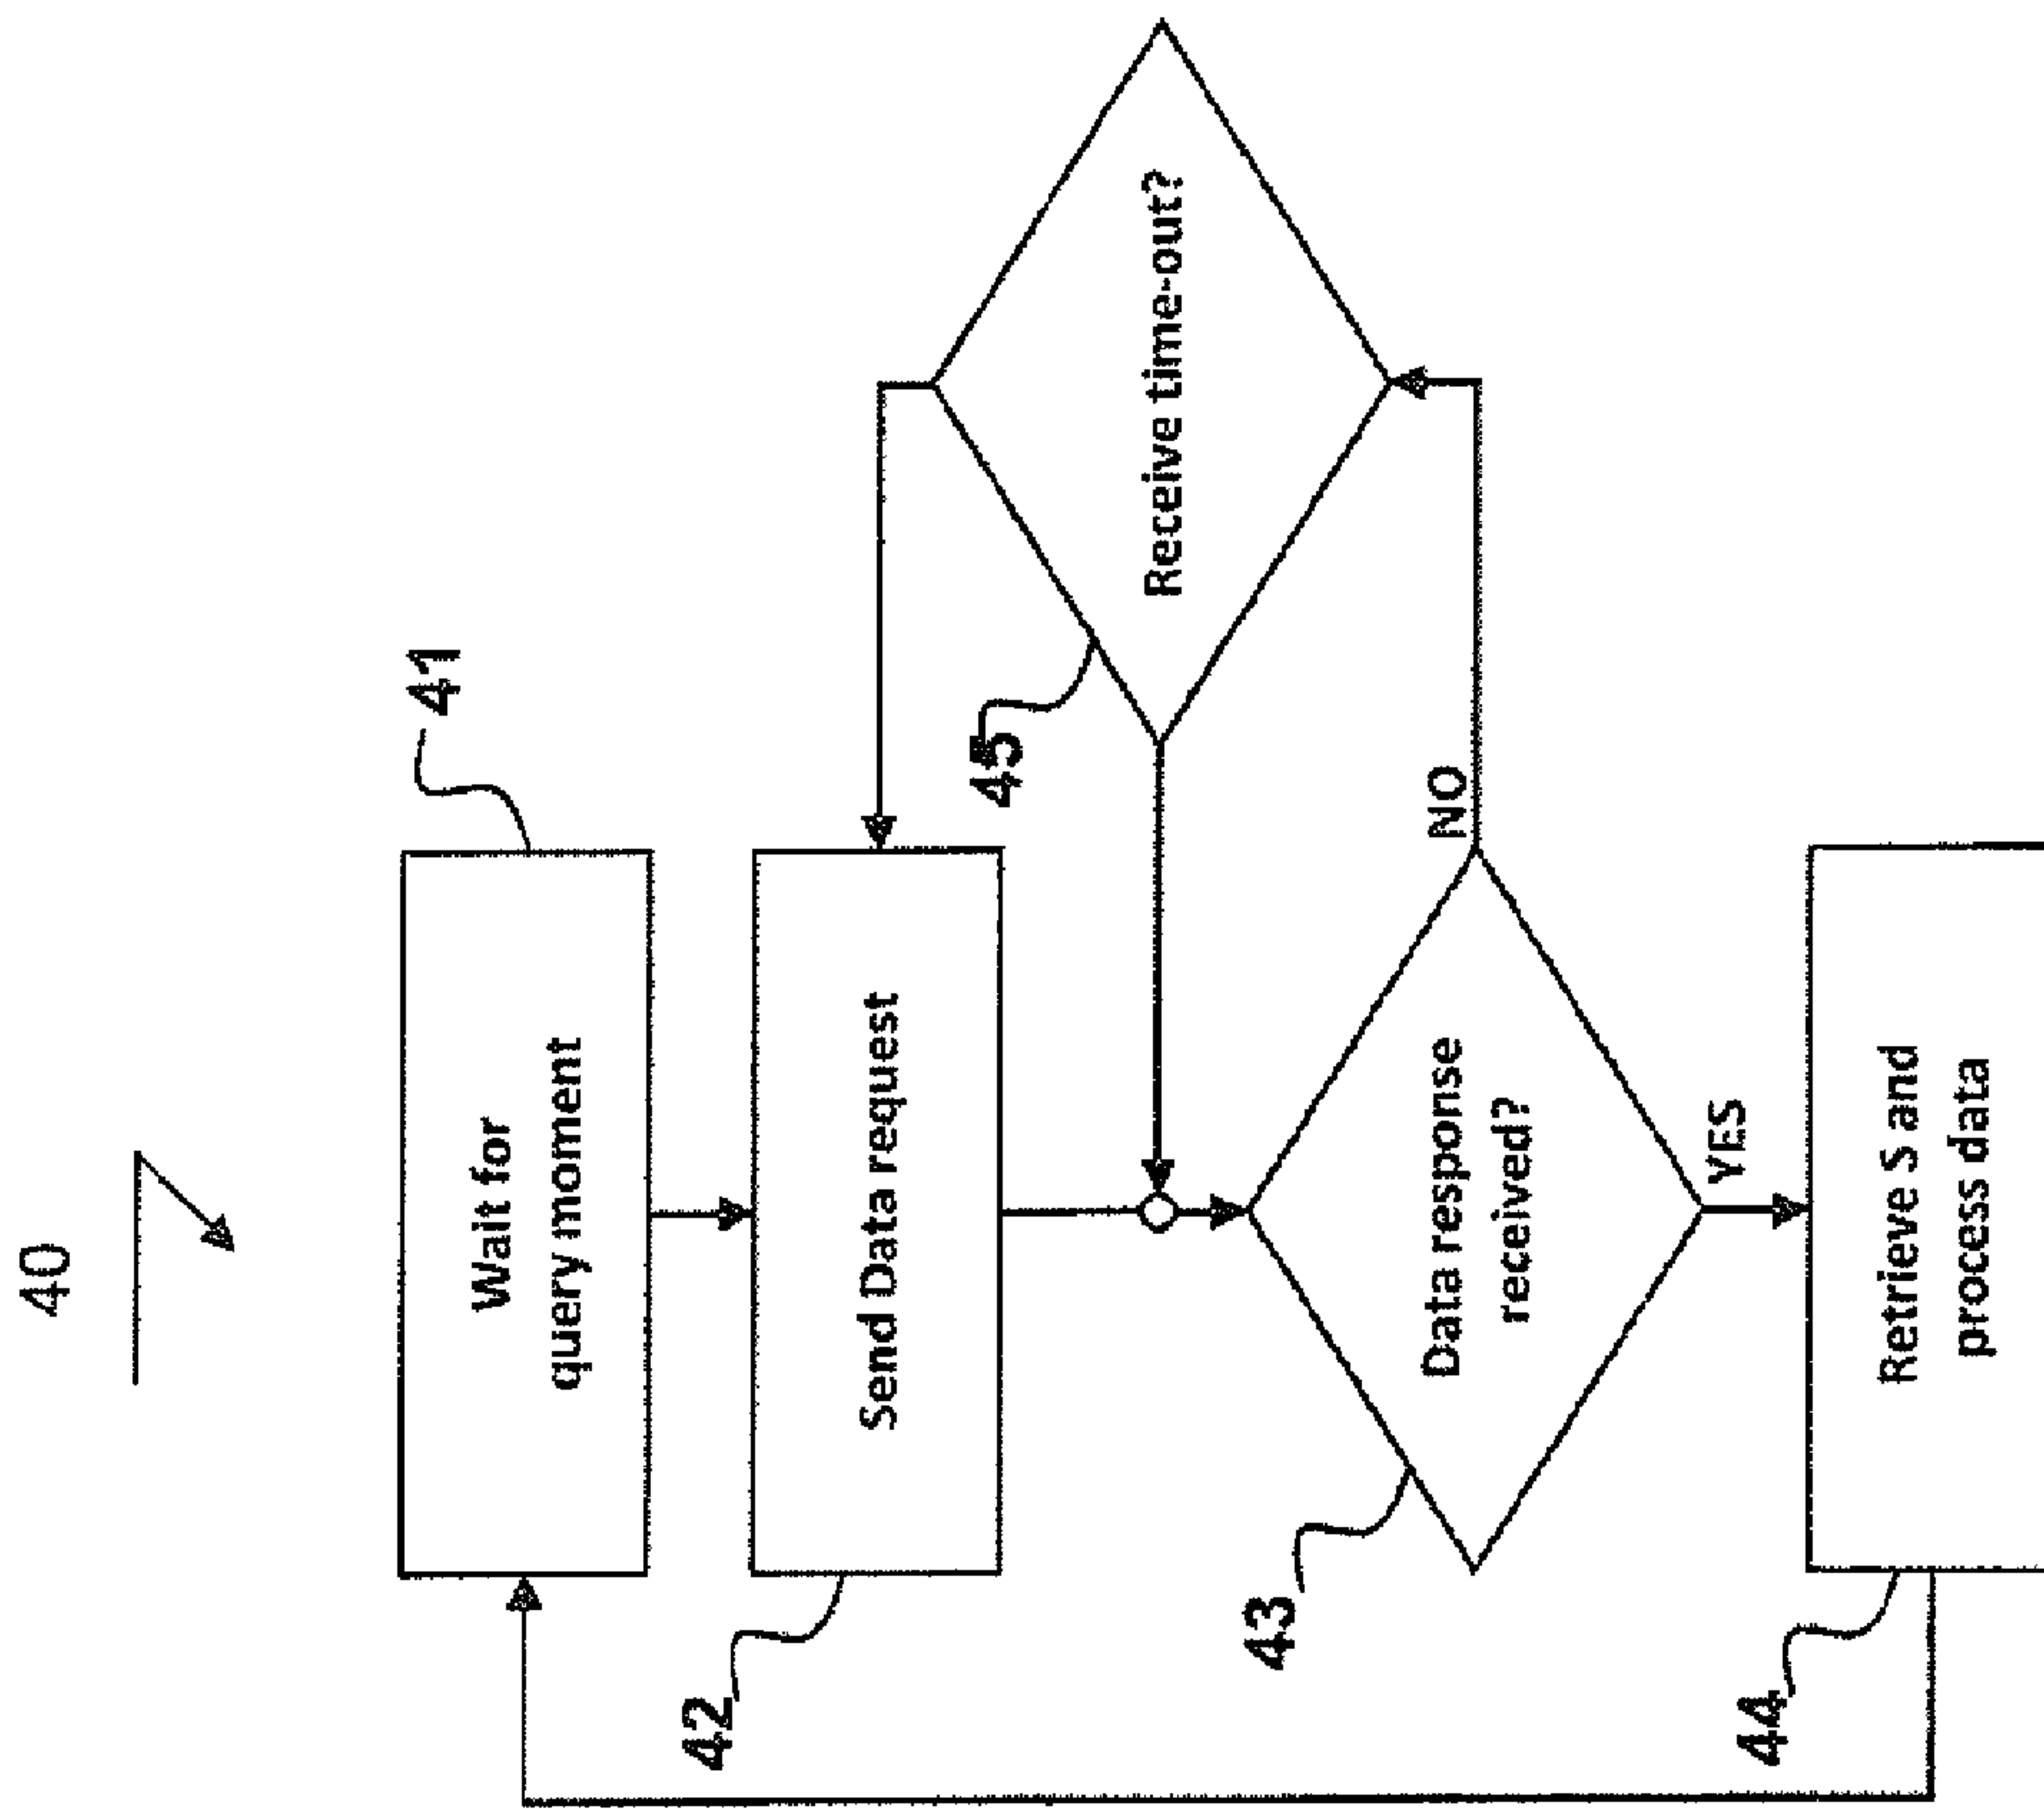 40
41
Wait for
query moment
42
Send Data request
45
Receive time-out?
43
Data response
received?
NO
YES
44
Retrieve S and
process data